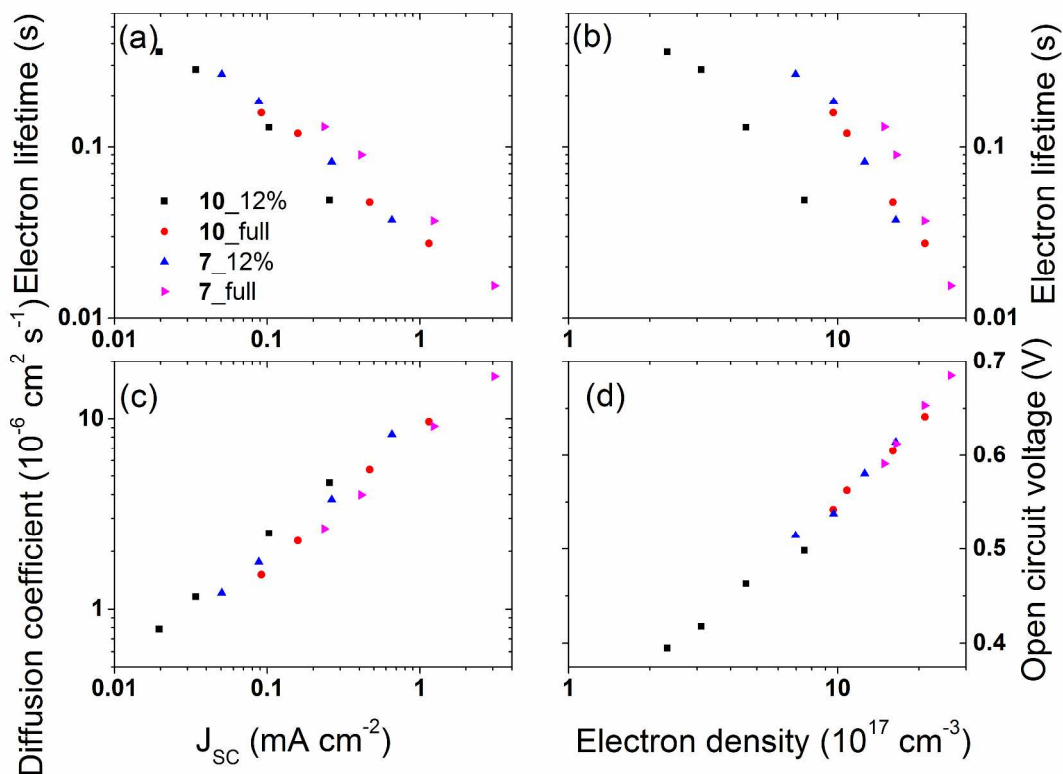 (a)
(b)
Electron lifetime (s)
0.1
0.01
10_12%
10_full
7_12%
7_full
0.01
0.1
1
Electron lifetime (s)
0.1
0.01
1
10
(c)
(d)
Diffusion coefficient (10⁻⁶ cm² s⁻¹)
10
1
0.01
0.1
1
J_SC (mA cm⁻²)
Open circuit voltage (V)
0.7
0.6
0.5
0.4
1
10
Electron density (10¹⁷ cm⁻³)